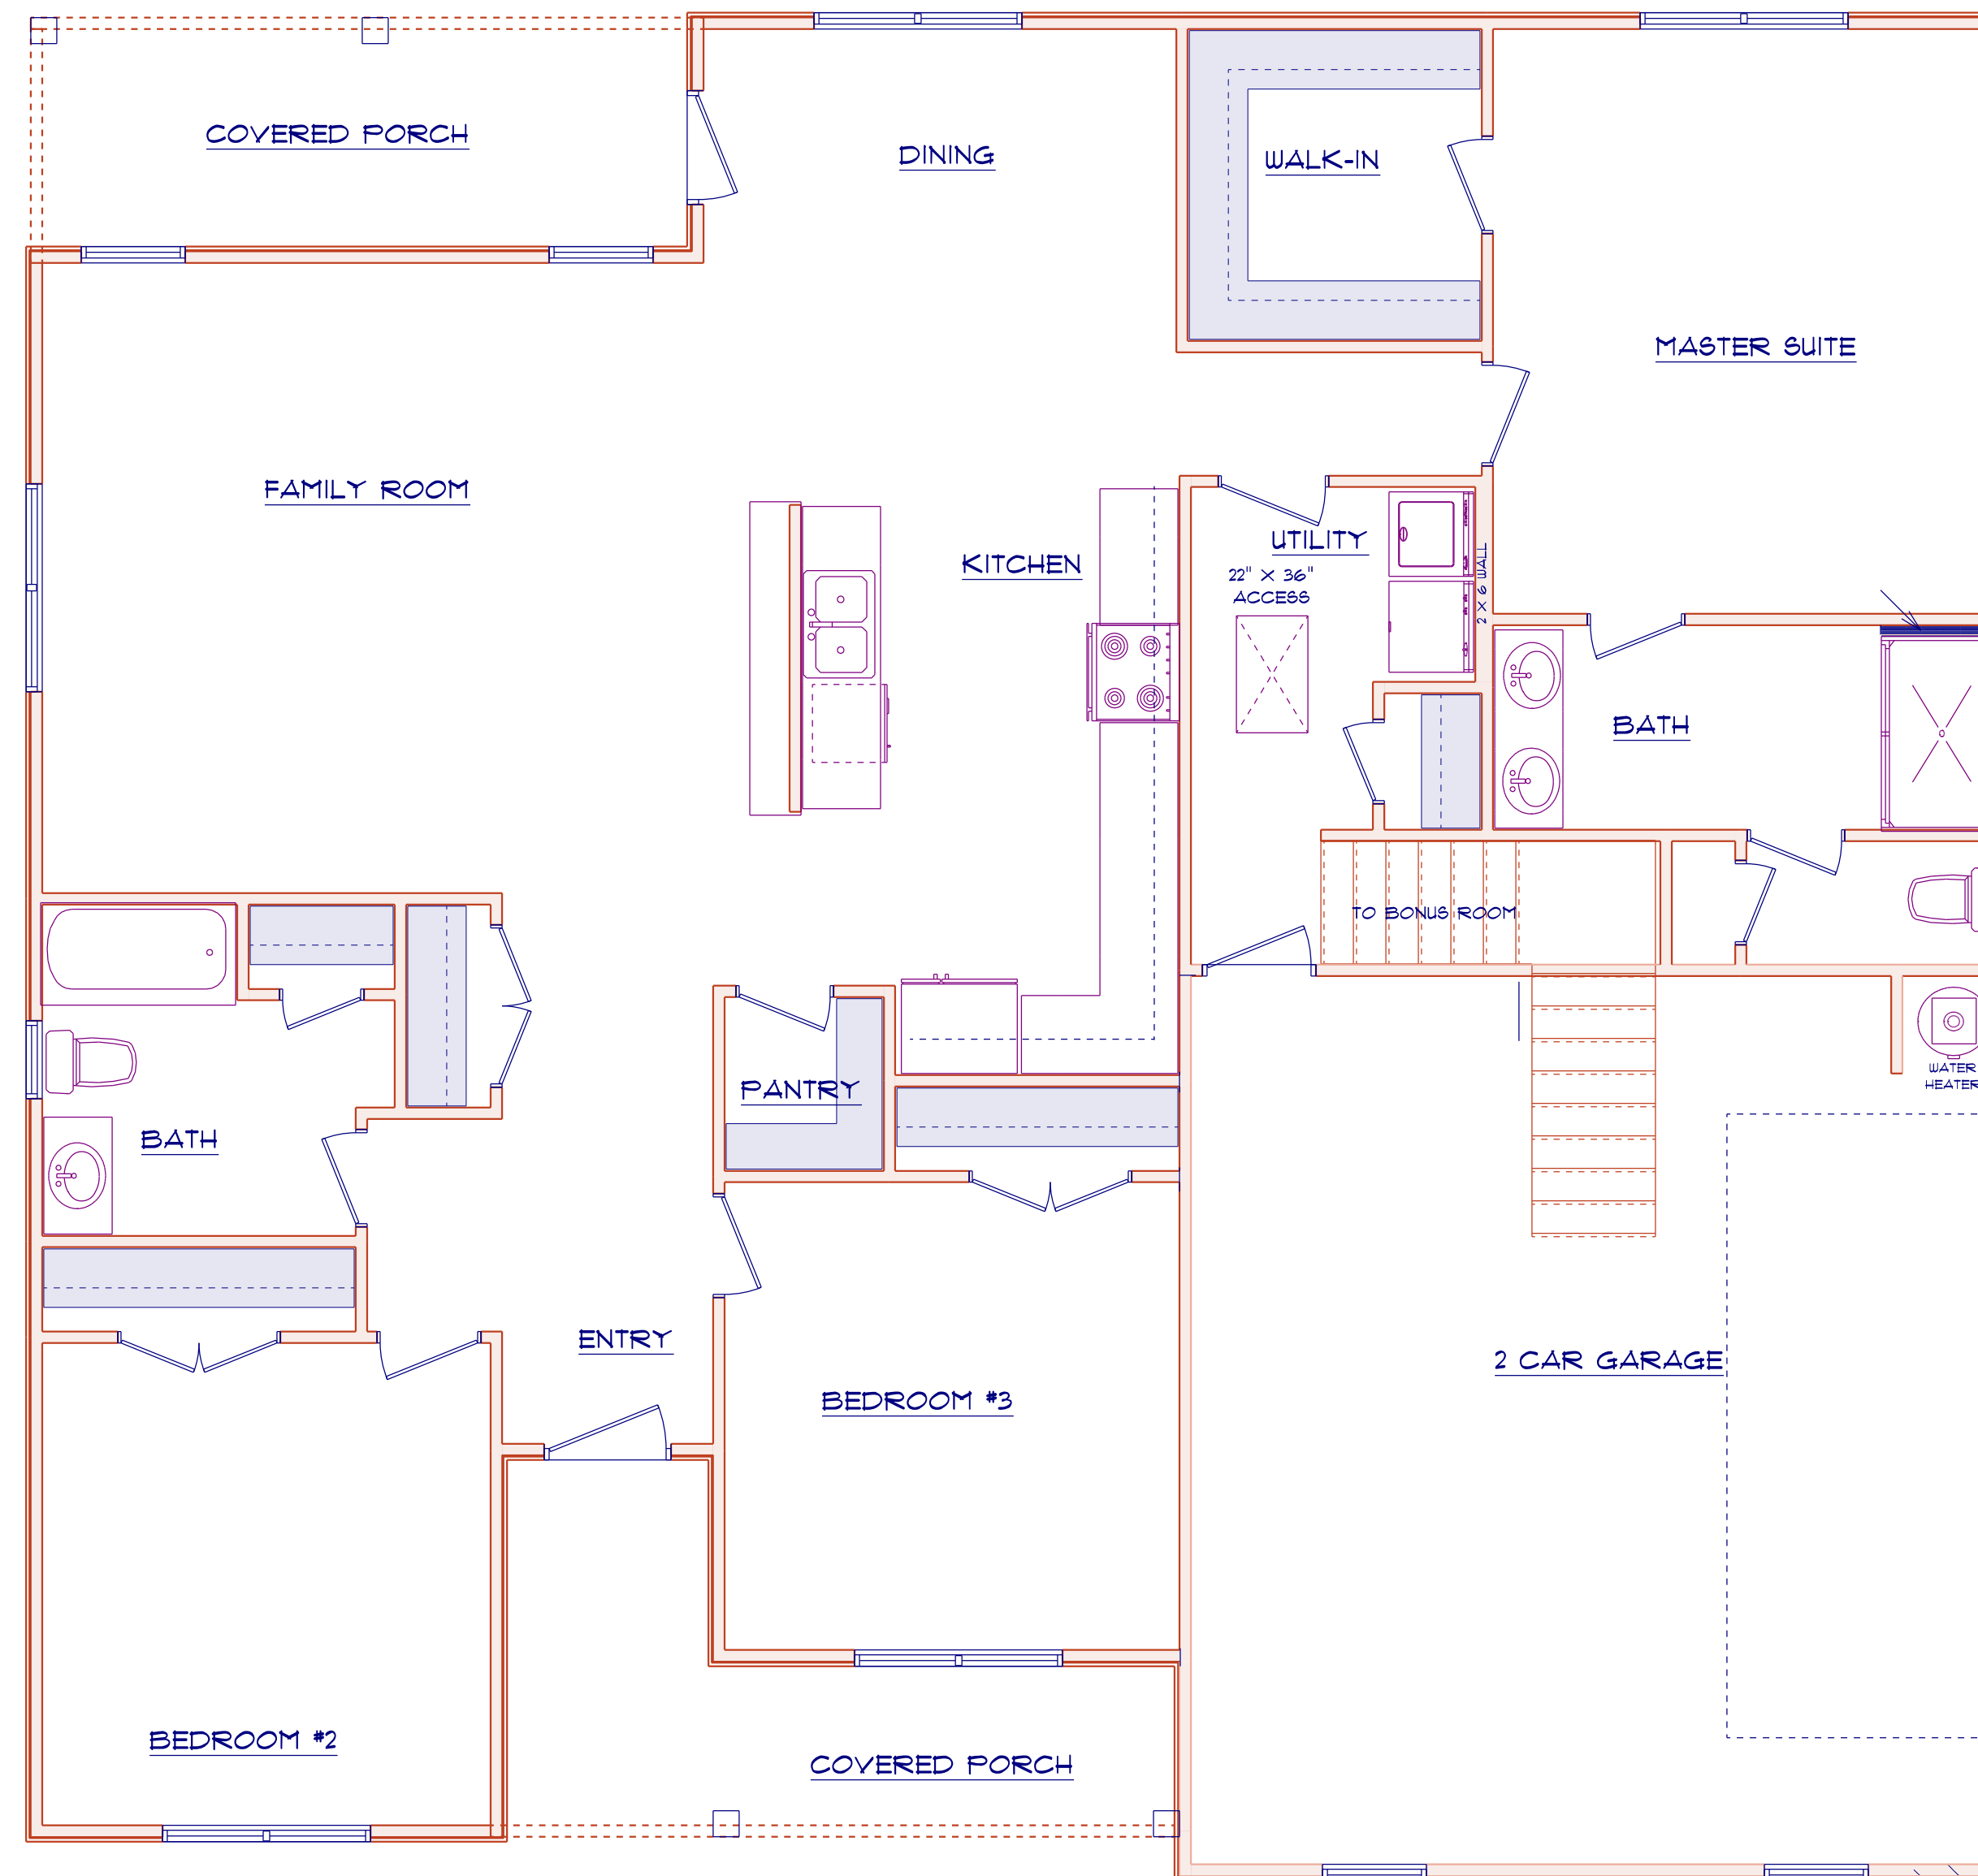 COVERED PORCH
DINING
WALK-IN
MASTER SUITE
FAMILY ROOM
KITCHEN
UTILITY
22" X 36"
ACCESS
2 X 6 WALL
BATH
TO BONUS ROOM
WATER
HEATER
PANTRY
BATH
ENTRY
BEDROOM #3
2 CAR GARAGE
BEDROOM #2
COVERED PORCH